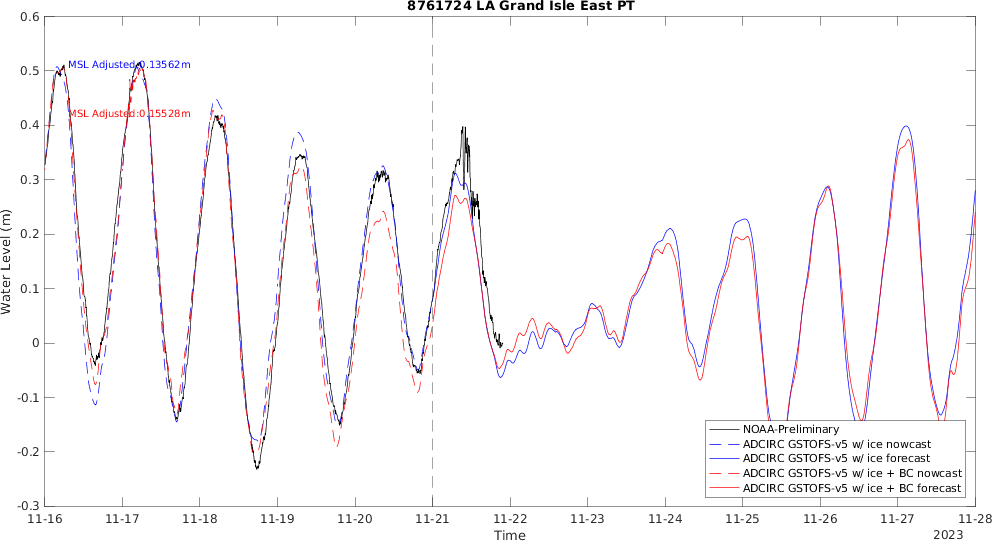 8761724 LA Grand Isle East PT
0.6
0.5
0.4
0.3
0.2
0.1
0
-0.1
-0.2
-0.3
Water Level (m)
MSL Adjusted:0.13562m
MSL Adjusted:0.15528m
NOAA-Preliminary
ADCIRC GSTOFS-v5 w/ ice nowcast
ADCIRC GSTOFS-v5 w/ ice forecast
ADCIRC GSTOFS-v5 w/ ice + BC nowcast
ADCIRC GSTOFS-v5 w/ ice + BC forecast
11-16 11-17 11-18 11-19 11-20 11-21 11-22 11-23 11-24 11-25 11-26 11-27 11-28
Time
2023